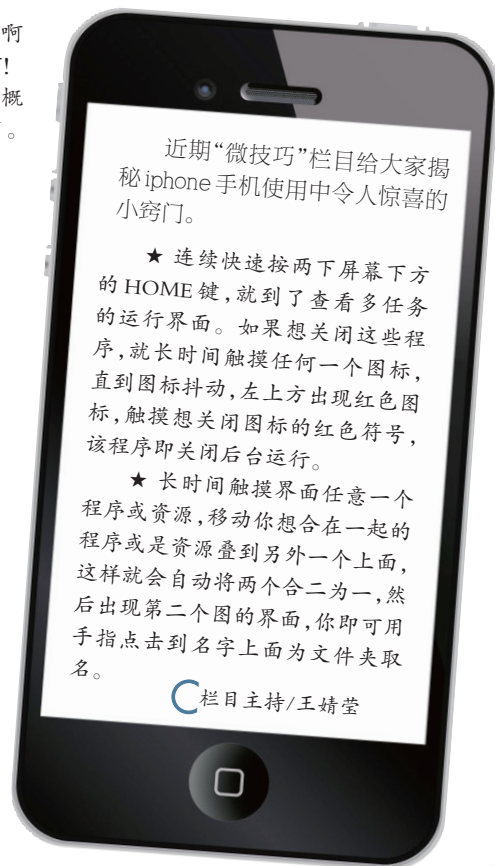 啊
!
概
。
近期“微技巧”栏目给大家揭
秘iphone手机使用中令人惊喜的
小窍门。
★ 连续快速按两下屏幕下方
的HOME键,就到了查看多任务
的运行界面。如果想关闭这些程
序,就长时间触摸任何一个图标,
直到图标抖动,左上方出现红色图
标,触摸想关闭图标的红色符号,
该程序即关闭后台运行。
★ 长时间触摸界面任意一个
程序或资源,移动你想合在一起的
程序或是资源叠到另外一个上面,
这样就会自动将两个合二为一,然
后出现第二个图的界面,你即可用
手指点击到名字上面为文件夹取
名。
C栏目主持/王婧莹